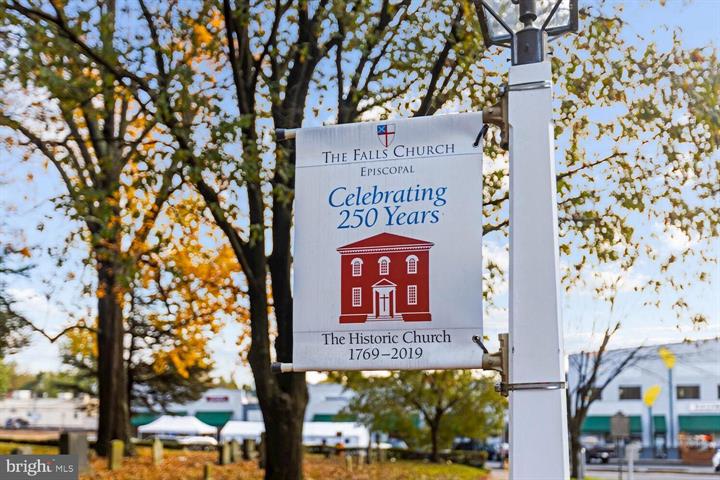 The Falls Church
Episcopal
Celebrating
250 Years
The Historic Church
1769–2019
bright MLS